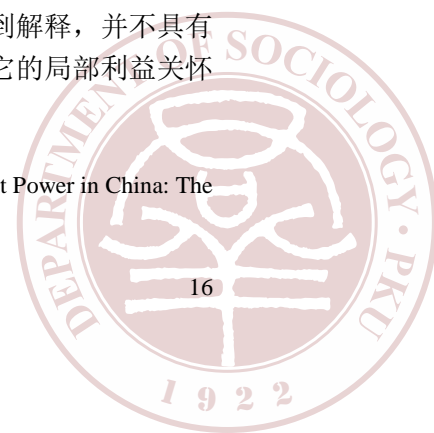 到解释，并不具有
它的局部利益关怀
t Power in China: The
16
DEPARTMENT OF SOCIOLOGY · PKU
1922